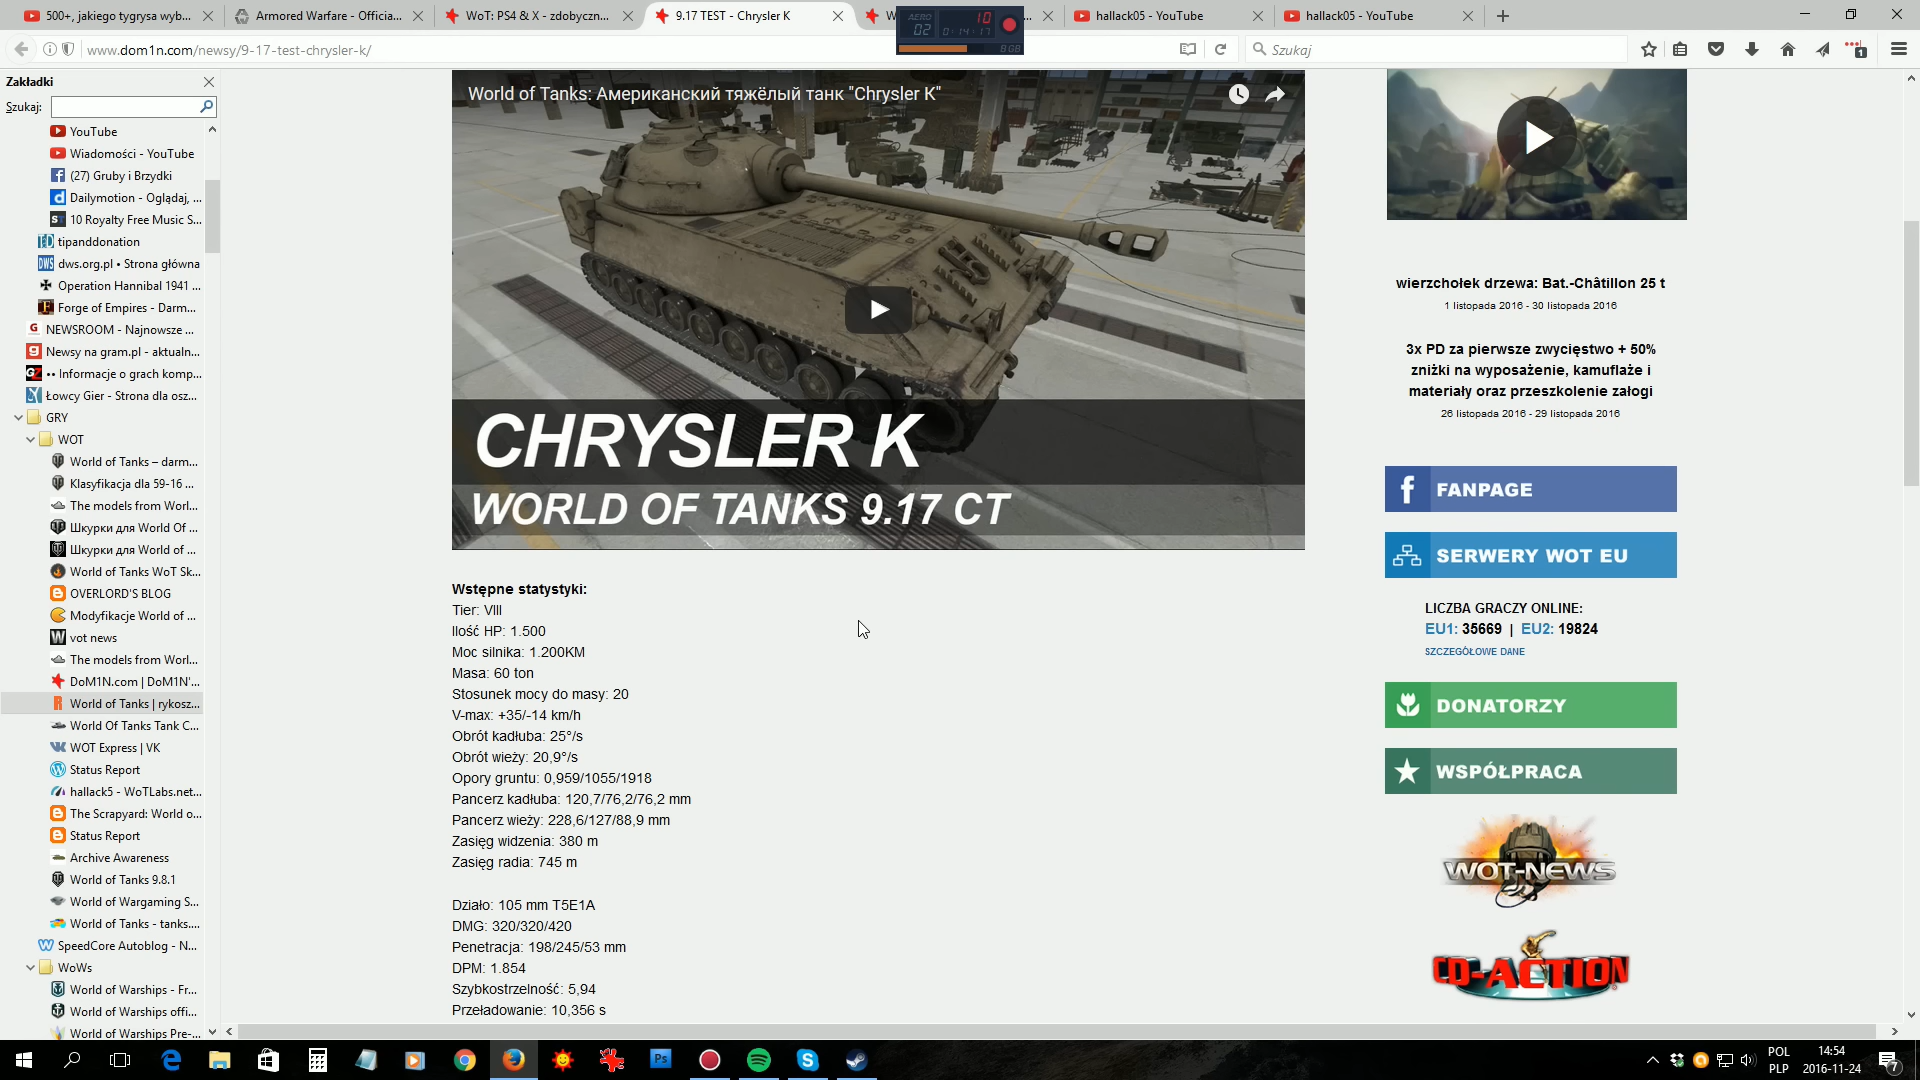 500+, jakiego tygrysa wyb...
Armored Warfare - Officia...
WoT: PS4 & X - zdobyczn...
9.17 TEST - Chrysler K
hallack05 - YouTube
hallack05 - YouTube
AERO
02
10
0:14:17
8GB
www.dom1n.com/newsy/9-17-test-chrysler-k/
Szukaj
1
Zakładki
Szukaj:
YouTube
Wiadomości - YouTube
(27) Gruby i Brzydki
Dailymotion - Oglądaj, ...
10 Royalty Free Music S...
tipanddonation
dws.org.pl • Strona główna
Operation Hannibal 1941 ...
Forge of Empires - Darm...
NEWSROOM - Najnowsze ...
Newsy na gram.pl - aktualn...
•• Informacje o grach komp...
Łowcy Gier - Strona dla osz...
GRY
WOT
World of Tanks – darm...
Klasyfikacja dla 59-16 ...
The models from Worl...
Шкурки для World Of ...
Шкурки для World of ...
World of Tanks WoT Sk...
OVERLORD'S BLOG
Modyfikacje World of ...
vot news
The models from Worl...
DoM1N.com | DoM1N'...
World of Tanks | rykosz...
World Of Tanks Tank C...
WOT Express | VK
Status Report
hallack5 - WoTLabs.net...
The Scrapyard: World o...
Status Report
Archive Awareness
World of Tanks 9.8.1
World of Wargaming S...
World of Tanks - tanks....
SpeedCore Autoblog - N...
WoWs
World of Warships - Fr...
World of Warships offi...
World of Warships Pre-...
World of Tanks: Американский тяжёлый танк "Chrysler K"
CHRYSLER K
WORLD OF TANKS 9.17 CT
Wstępne statystyki:
Tier: VIII
Ilość HP: 1.500
Moc silnika: 1.200KM
Masa: 60 ton
Stosunek mocy do masy: 20
V-max: +35/-14 km/h
Obrót kadłuba: 25°/s
Obrót wieży: 20,9°/s
Opory gruntu: 0,959/1055/1918
Pancerz kadłuba: 120,7/76,2/76,2 mm
Pancerz wieży: 228,6/127/88,9 mm
Zasięg widzenia: 380 m
Zasięg radia: 745 m
Działo: 105 mm T5E1A
DMG: 320/320/420
Penetracja: 198/245/53 mm
DPM: 1.854
Szybkostrzelność: 5,94
Przeładowanie: 10,356 s
wierzchołek drzewa: Bat.-Châtillon 25 t
1 listopada 2016 - 30 listopada 2016
3x PD za pierwsze zwycięstwo + 50%
zniżki na wyposażenie, kamuflaże i
materiały oraz przeszkolenie załogi
26 listopada 2016 - 29 listopada 2016
FANPAGE
SERWERY WOT EU
LICZBA GRACZY ONLINE:
EU1: 35669 | EU2: 19824
SZCZEGÓŁOWE DANE
DONATORZY
WSPÓŁPRACA
WOT-NEWS
CD-ACTION
Ps
POL
PLP
14:54
2016-11-24
7